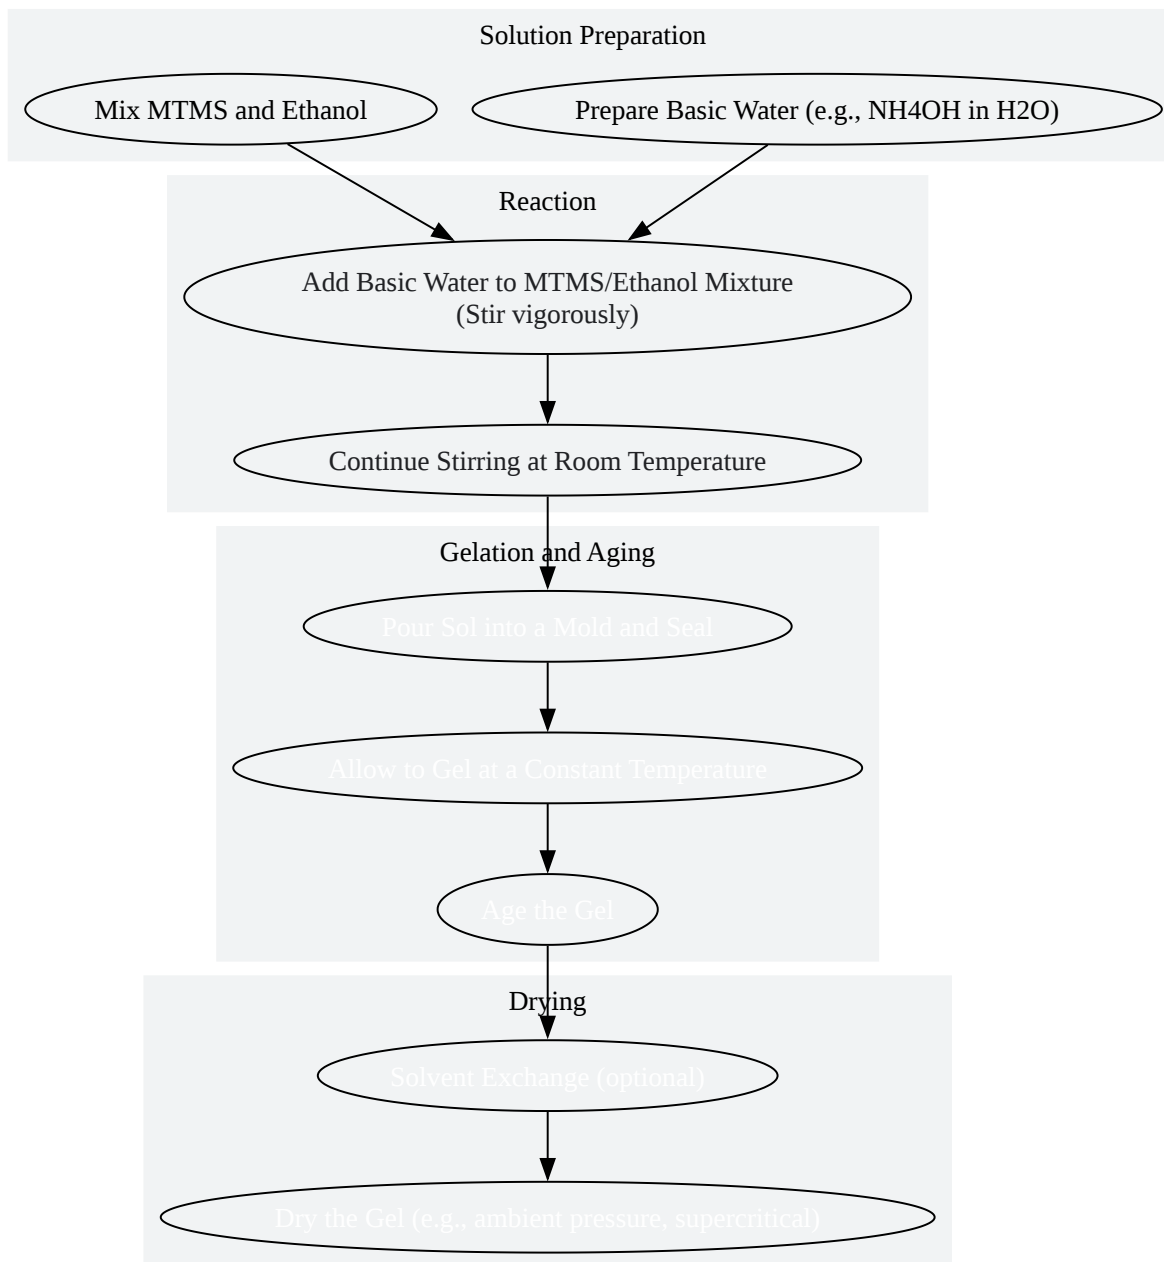 Solution Preparation
Mix MTMS and Ethanol
Prepare Basic Water (e.g., NH4OH in H2O)
Reaction
Add Basic Water to MTMS/Ethanol Mixture
(Stir vigorously)
Continue Stirring at Room Temperature
Gelation and Aging
Pour Sol into a Mold and Seal
Allow to Gel at a Constant Temperature
Age the Gel
Drying
Solvent Exchange (optional)
Dry the Gel (e.g., ambient pressure, supercritical)